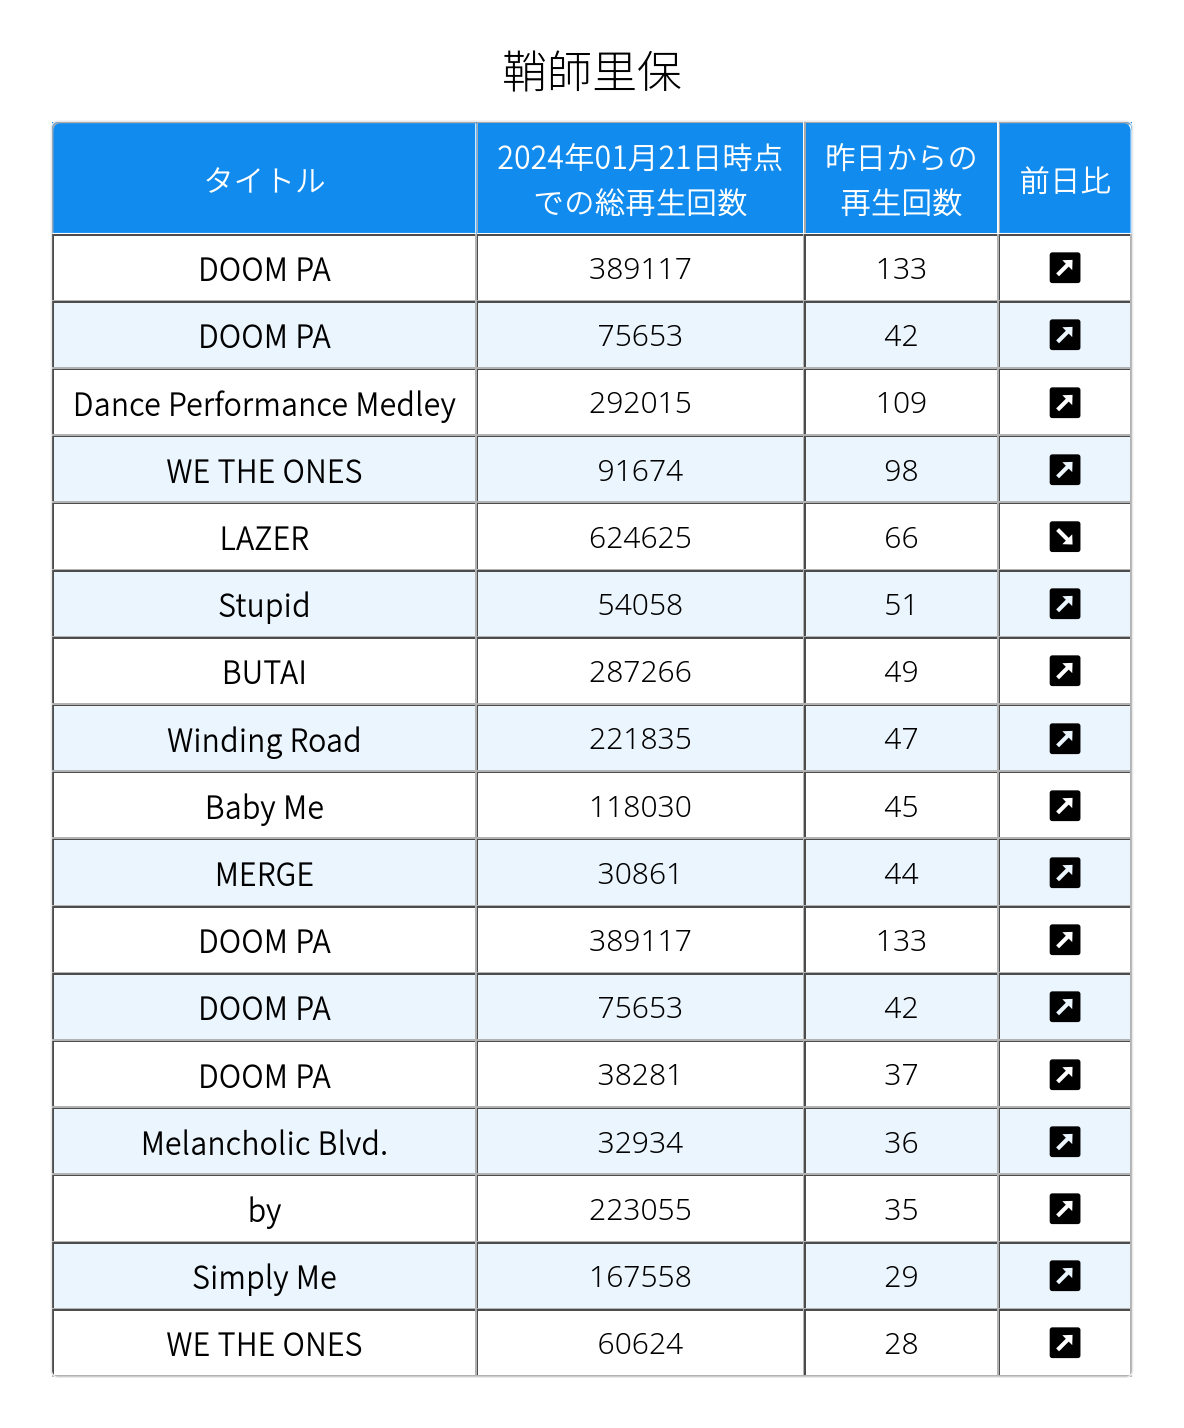 鞘師里保
タイトル 2024年01月21日時点での総再生回数 昨日からの再生回数 前日比
DOOM PA 389117 133 ↗
DOOM PA 75653 42 ↗
Dance Performance Medley 292015 109 ↗
WE THE ONES 91674 98 ↗
LAZER 624625 66 ↘
Stupid 54058 51 ↗
BUTAI 287266 49 ↗
Winding Road 221835 47 ↗
Baby Me 118030 45 ↗
MERGE 30861 44 ↗
DOOM PA 389117 133 ↗
DOOM PA 75653 42 ↗
DOOM PA 38281 37 ↗
Melancholic Blvd. 32934 36 ↗
by 223055 35 ↗
Simply Me 167558 29 ↗
WE THE ONES 60624 28 ↗